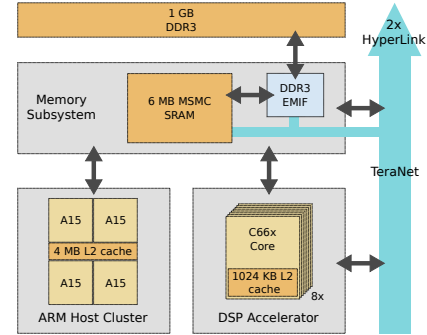 1 GB
DDR3
2x
HyperLink
Memory
Subsystem
6 MB MSMC
SRAM
DDR3
EMIF
TeraNet
A15
A15
4 MB L2 cache
A15
A15
ARM Host Cluster
C66x
Core
1024 KB L2
cache
8x
DSP Accelerator